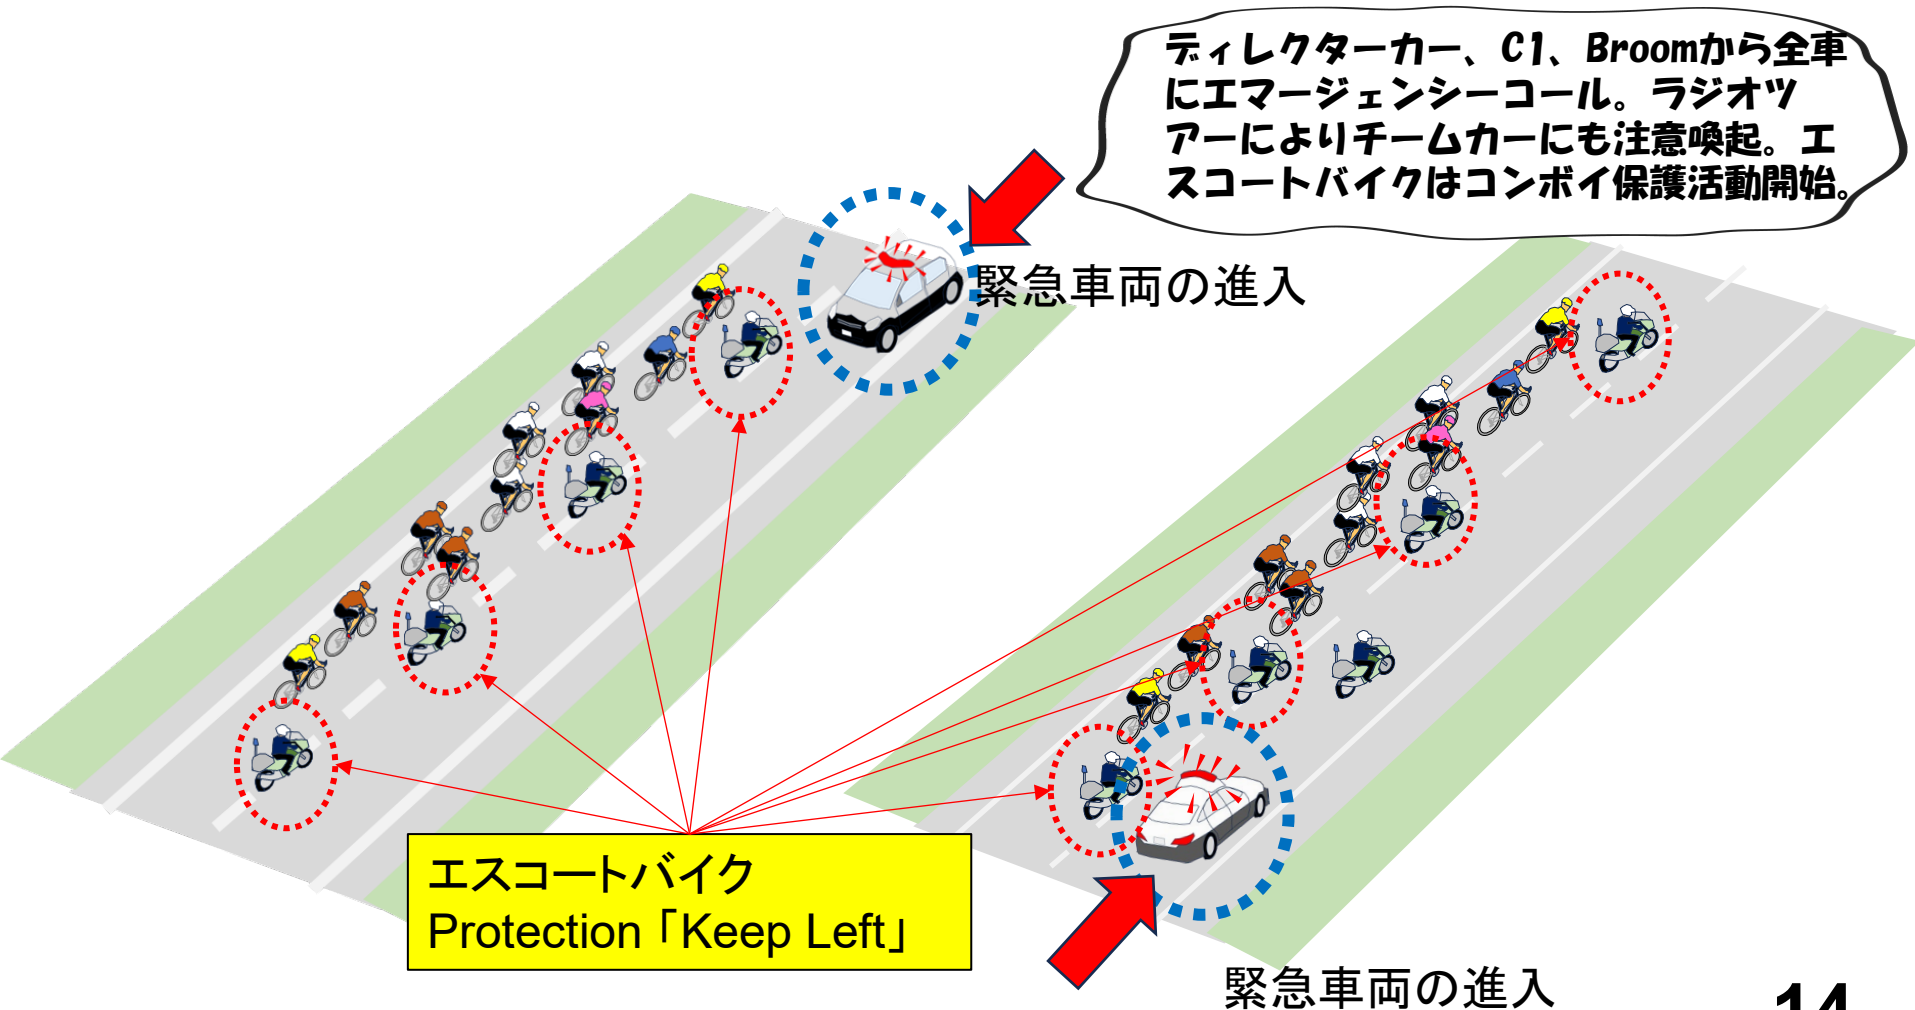 ディレクターカー、C1、Broomから全車
にエマージェンシーコール。ラジオツ
アーによりチームカーにも注意喚起。エ
スコートバイクはコンボイ保護活動開始。
緊急車両の進入
エスコートバイク
Protection「Keep Left」
緊急車両の進入
14